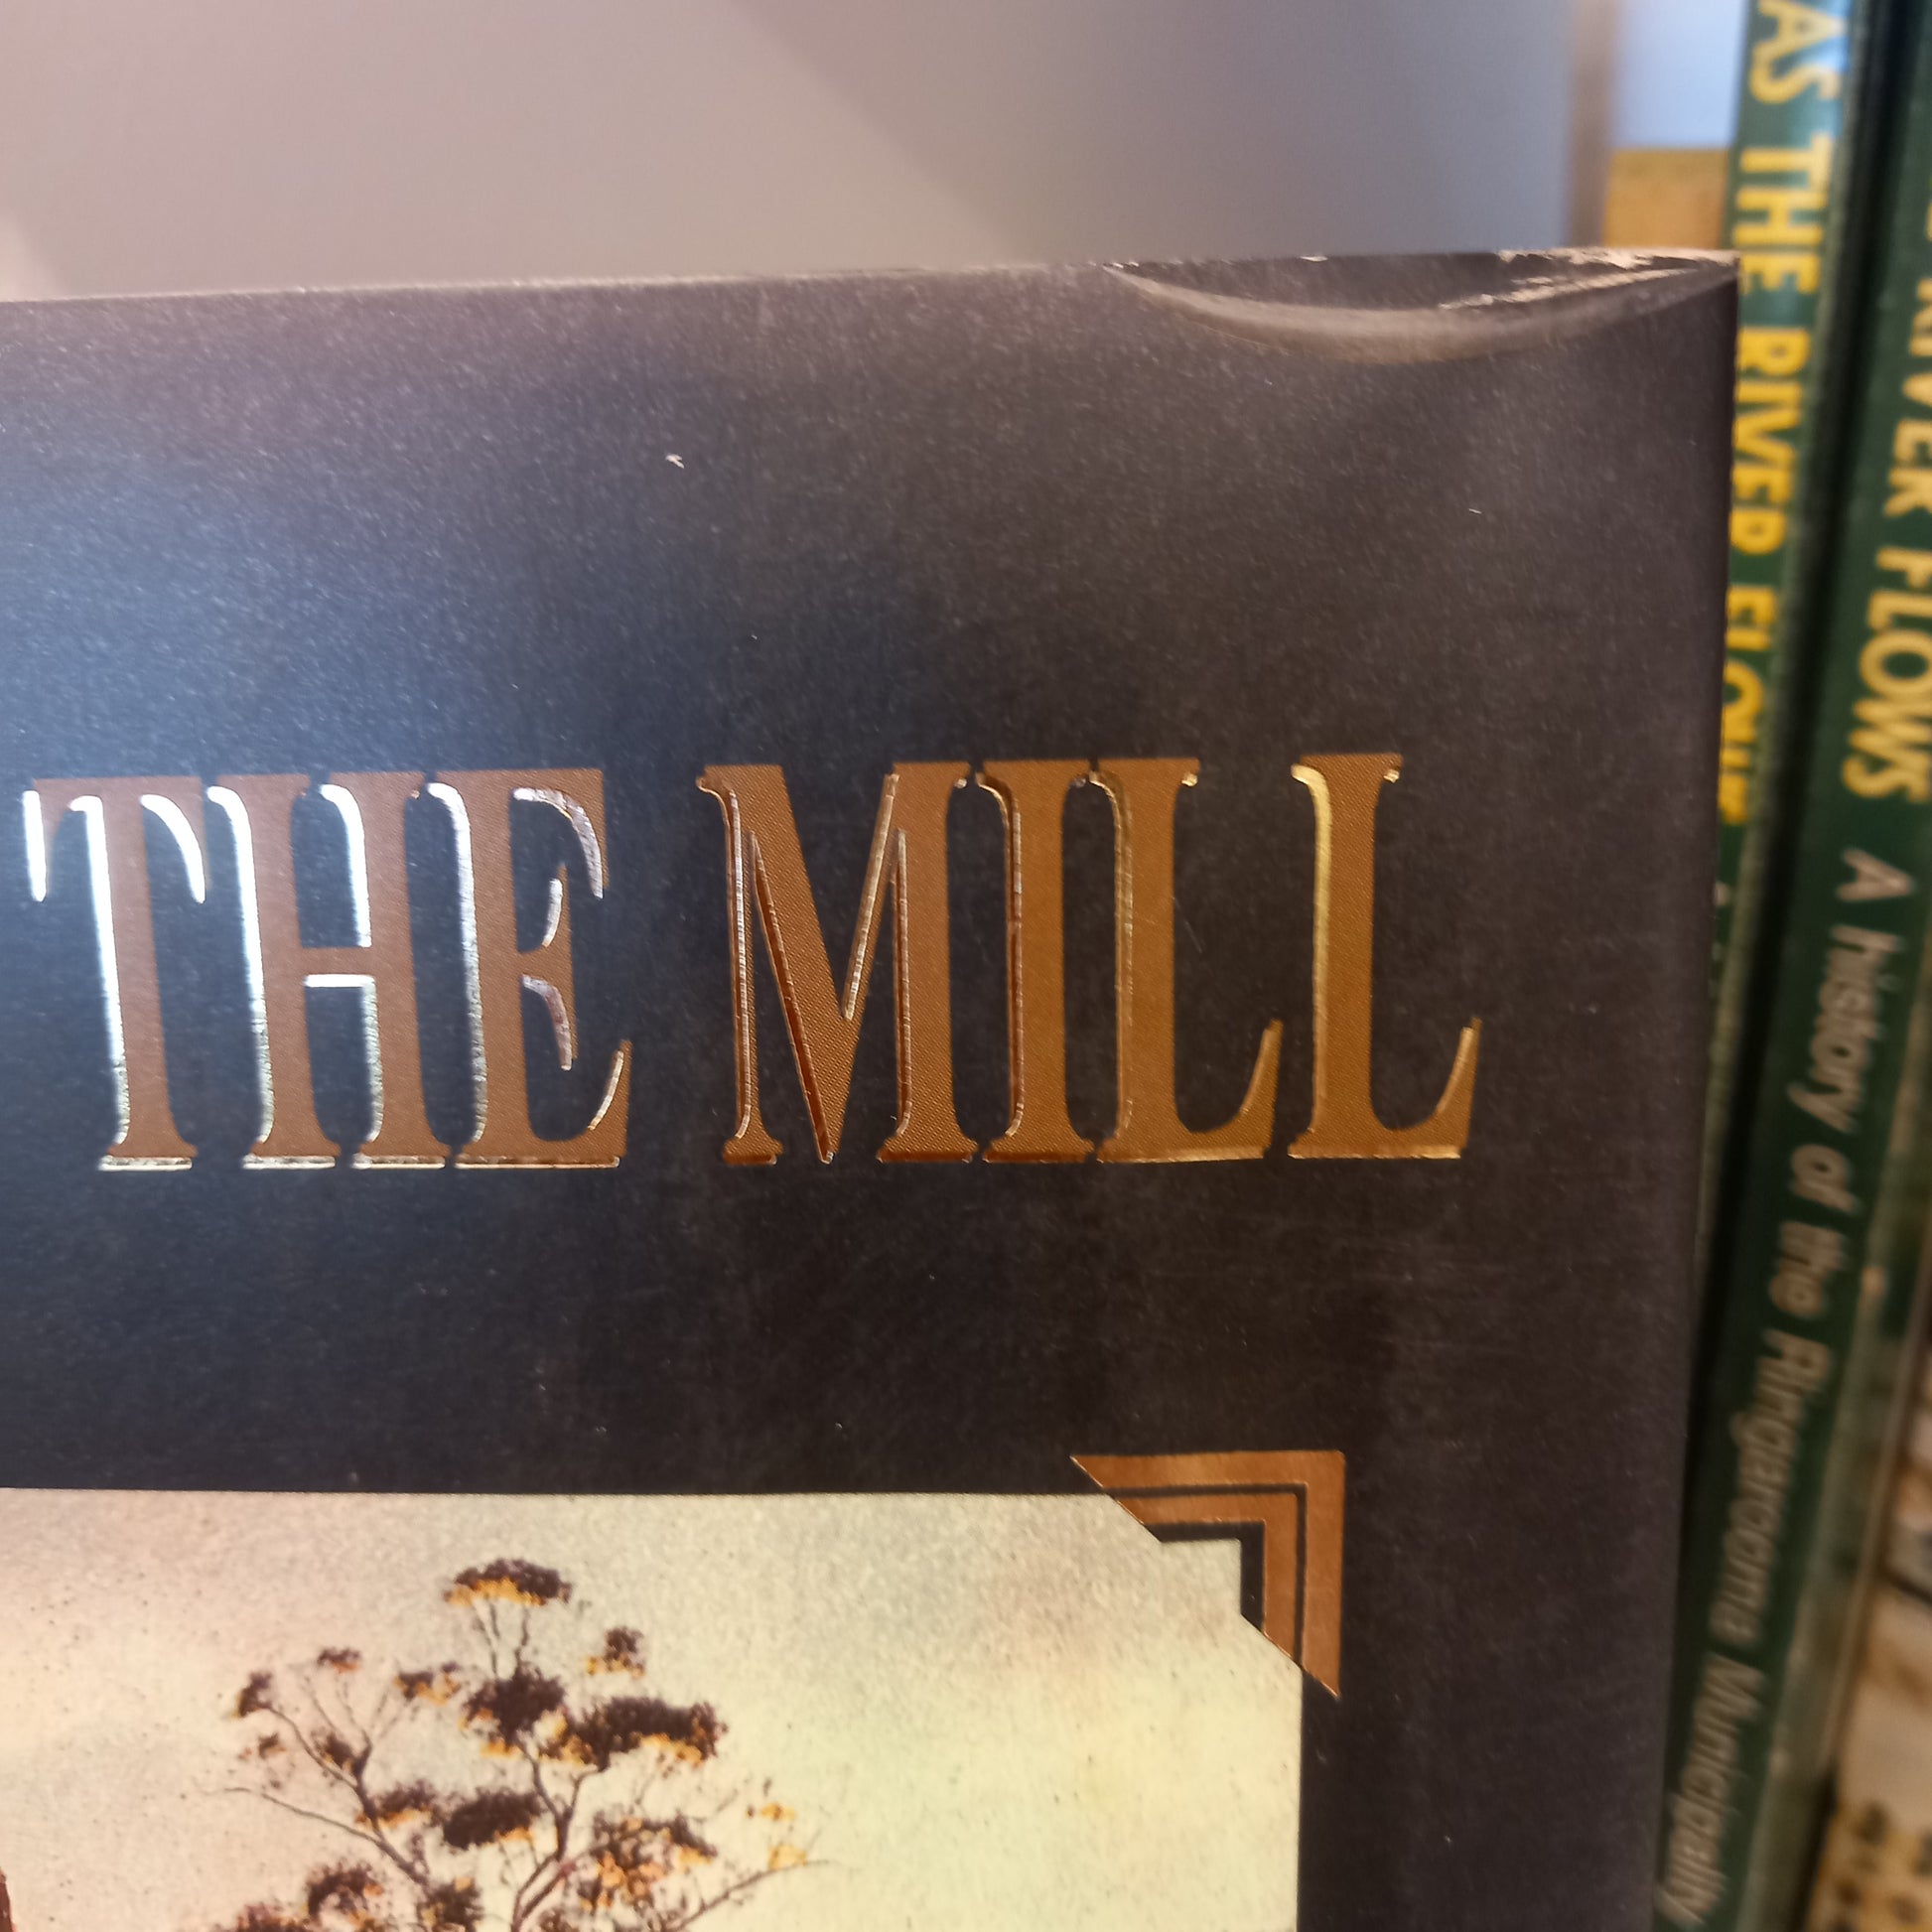 THE MILL
AS THE RIVER FLOWS
RIVER FLOWS A history of the Ringarooma Municipality